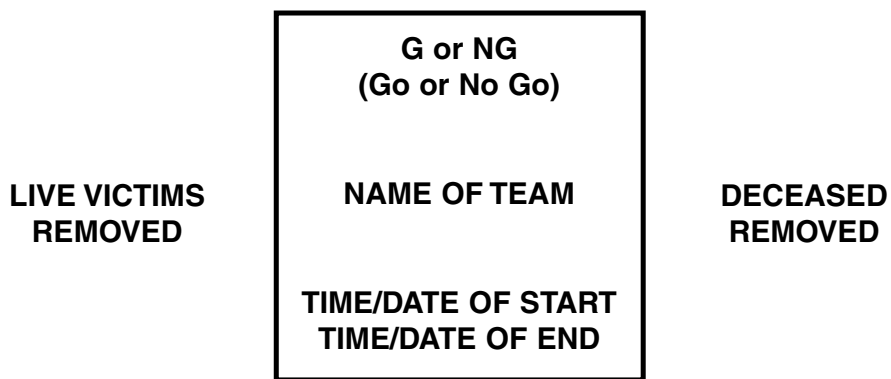 G or NG
(Go or No Go)
LIVE VICTIMS
REMOVED
NAME OF TEAM
DECEASED
REMOVED
TIME/DATE OF START
TIME/DATE OF END